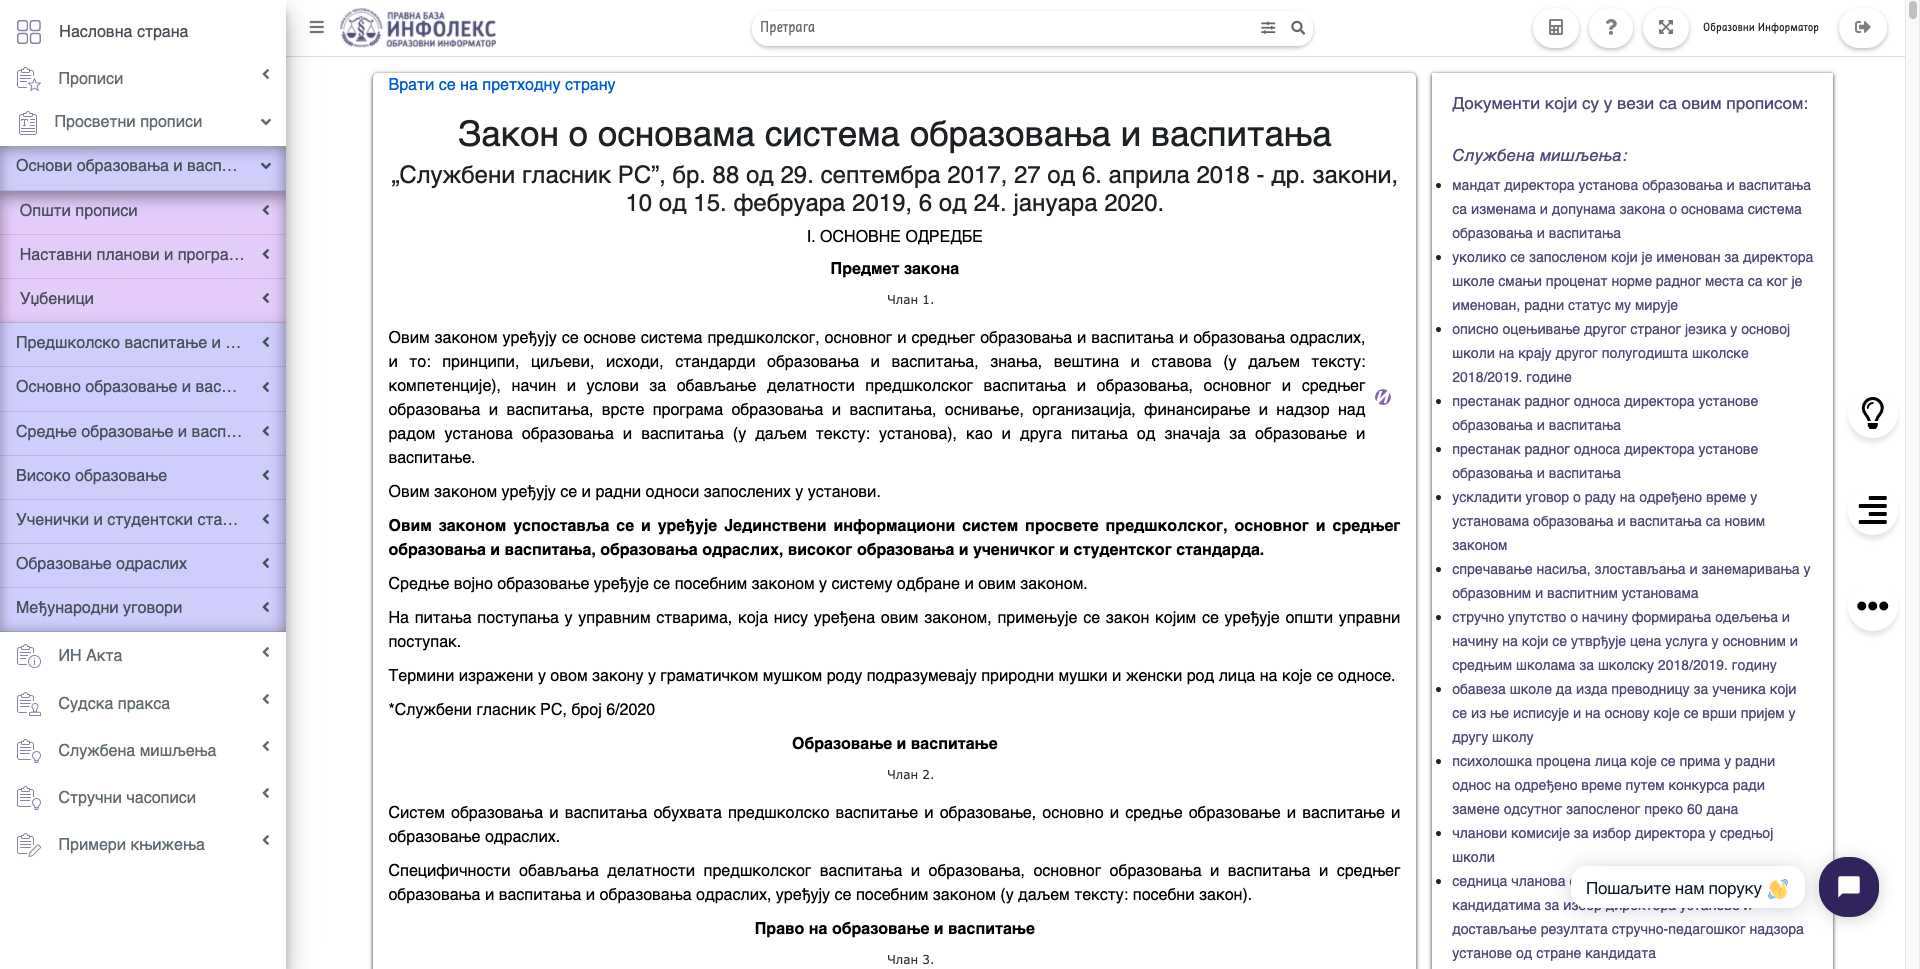 Насловна страна
Прописи
Просветни прописи
Основи образовања и васп...
Општи прописи
Наставни планови и програ...
Уџбеници
Предшколско васпитање и ...
Основно образовање и вас...
Средње образовање и васп...
Високо образовање
Ученички и студентски ста...
Образовање одраслих
Међународни уговори
ИН Акта
Судска пракса
Службена мишљења
Стручни часописи
Примери књижења
ПРАВНА БАЗА
ИНФОЛЕКС
ОБРАЗОВНИ ИНФОРМАТОР
Претрага
Образовни Информатор
Врати се на претходну страну
Закон о основама система образовања и васпитања
„Службени гласник РС”, бр. 88 од 29. септембра 2017, 27 од 6. априла 2018 - др. закони,
10 од 15. фебруара 2019, 6 од 24. јануара 2020.
I. ОСНОВНЕ ОДРЕДБЕ
Предмет закона
Члан 1.
Овим законом уређују се основе система предшколског, основног и средњег образовања и васпитања и образовања одраслих,
и то: принципи, циљеви, исходи, стандарди образовања и васпитања, знања, вештина и ставова (у даљем тексту:
компетенције), начин и услови за обављање делатности предшколског васпитања и образовања, основног и средњег
образовања и васпитања, врсте програма образовања и васпитања, оснивање, организација, финансирање и надзор над
радом установа образовања и васпитања (у даљем тексту: установа), као и друга питања од значаја за образовање и
васпитање.
Овим законом уређују се и радни односи запослених у установи.
Овим законом успоставља се и уређује Јединствени информациони систем просвете предшколског, основног и средњег
образовања и васпитања, образовања одраслих, високог образовања и ученичког и студентског стандарда.
Средње војно образовање уређује се посебним законом у систему одбране и овим законом.
На питања поступања у управним стварима, која нису уређена овим законом, примењује се закон којим се уређује општи управни
поступак.
Термини изражени у овом закону у граматичком мушком роду подразумевају природни мушки и женски род лица на које се односе.
*Службени гласник РС, број 6/2020
Образовање и васпитање
Члан 2.
Систем образовања и васпитања обухвата предшколско васпитање и образовање, основно и средње образовање и васпитање и
образовање одраслих.
Специфичности обављања делатности предшколског васпитања и образовања, основног образовања и васпитања и средњег
образовања и васпитања и образовања одраслих, уређују се посебним законом (у даљем тексту: посебни закон).
Право на образовање и васпитање
Члан 3.
Документи који су у вези са овим прописом:
Службена мишљења:
мандат директора установа образовања и васпитања
са изменама и допунама закона о основама система
образовања и васпитања
уколико се запосленом који је именован за директора
школе смањи проценат норме радног места са ког је
именован, радни статус му мирује
описно оцењивање другог страног језика у основој
школи на крају другог полугодишта школске
2018/2019. године
престанак радног односа директора установе
образовања и васпитања
престанак радног односа директора установе
образовања и васпитања
ускладити уговор о раду на одређено време у
установама образовања и васпитања са новим
законом
спречавање насиља, злостављања и занемаривања у
образовним и васпитним установама
стручно упутство о начину формирања одељења и
начину на који се утврђује цена услуга у основним и
средњим школама за школску 2018/2019. годину
обавеза школе да изда преводницу за ученика који
се из ње исписује и на основу које се врши пријем у
другу школу
психолошка процена лица које се прима у радни
однос на одређено време путем конкурса ради
замене одсутног запосленог преко 60 дана
чланови комисије за избор директора у средњој
школи
седница чланова
кандидатима за избор директора установе и
достављање резултата стручно-педагошког надзора
установе од стране кандидата
Пошаљите нам поруку 👋